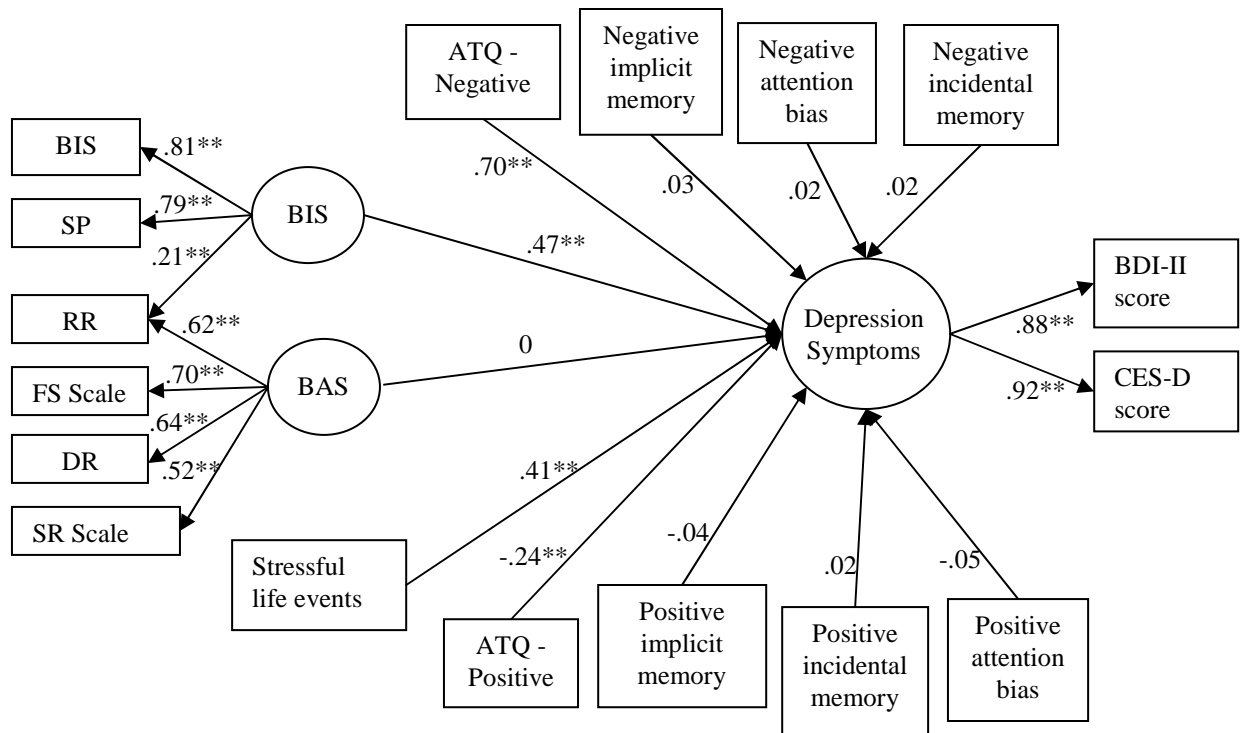 ATQ -
Negative
Negative
implicit
memory
Negative
attention
bias
Negative
incidental
memory
BIS
.81**
SP
.79**
BIS
.21**
.70**
.03
.02
.02
.47**
RR
.62**
BAS
0
Depression
Symptoms
BDI-II
score
.88**
FS Scale
.70**
CES-D
score
.92**
DR
.64**
.52**
SR Scale
Stressful
life events
.41**
-.24**
-.04
.02
-.05
ATQ -
Positive
Positive
implicit
memory
Positive
incidental
memory
Positive
attention
bias